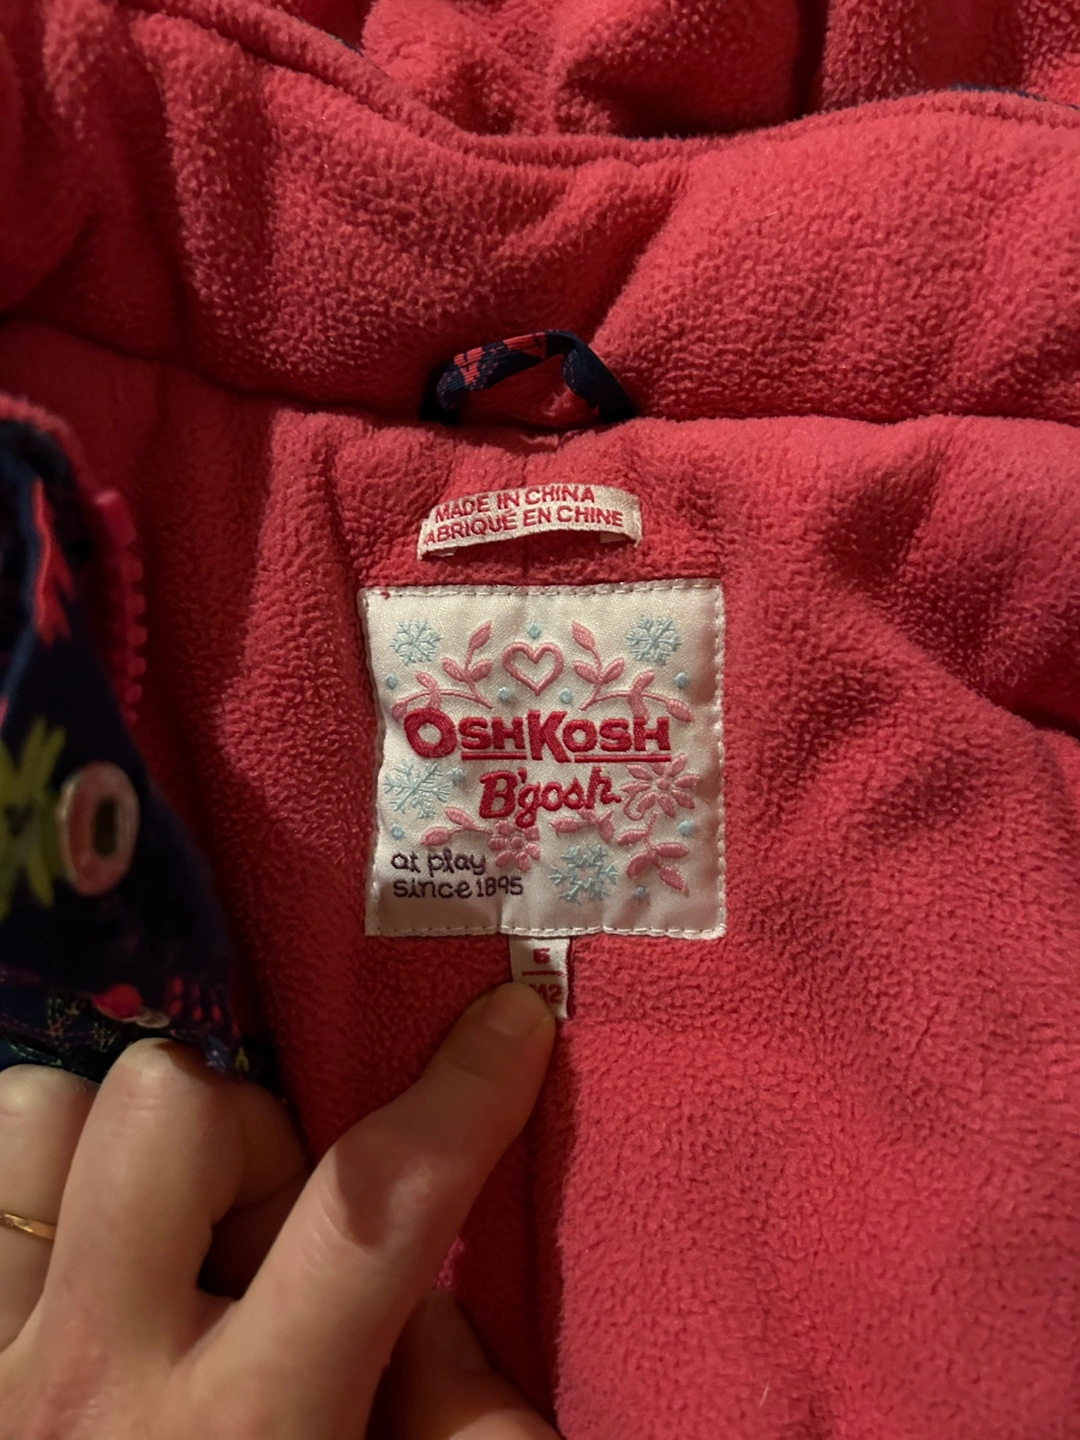 MADE IN CHINA
ABRIQUÉ EN CHINE
OSHKOSH
B'gosh
at play
since 1895
6